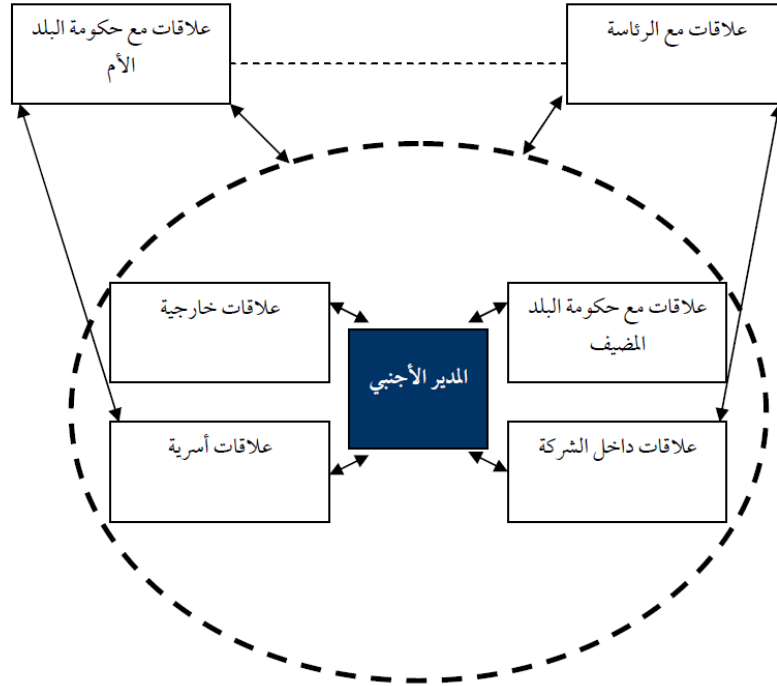 علاقات مع الرئاسة
علاقات مع حكومة البلد
الأم
علاقات مع حكومة البلد
المضيف
علاقات خارجية
المدير الأجنبي
علاقات داخل الشركة
علاقات أسرية